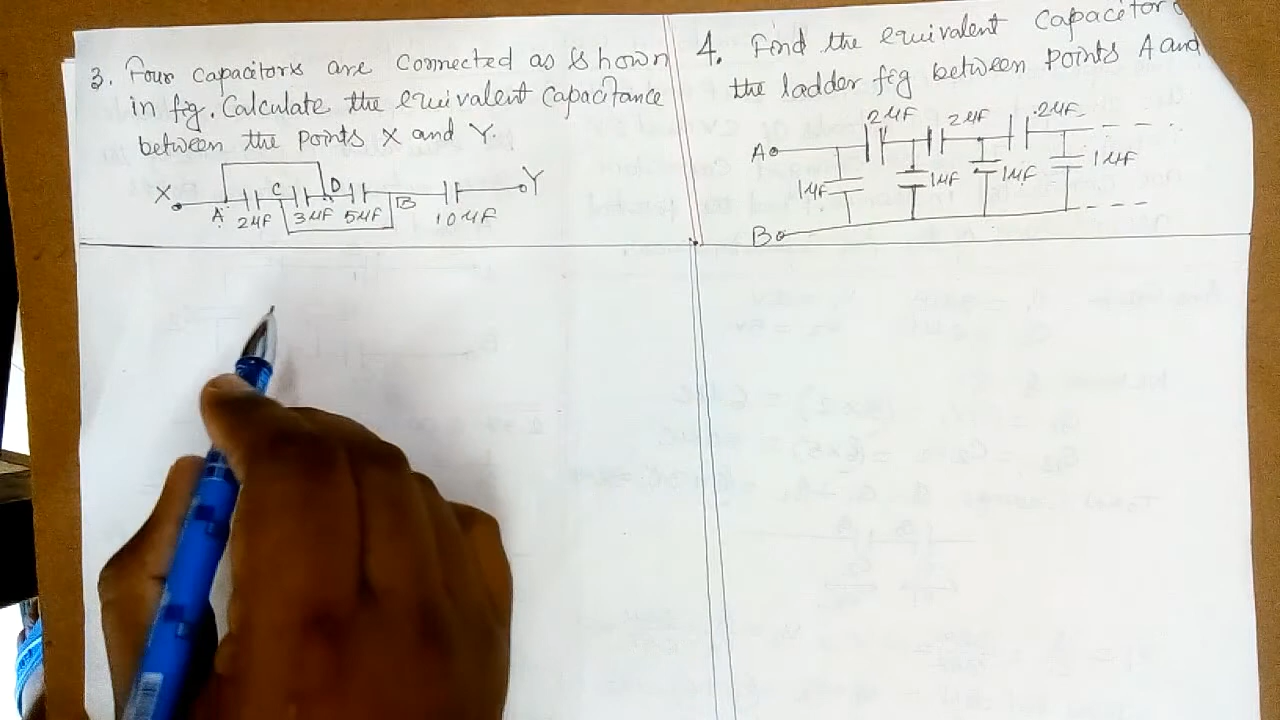 3. Four capacitors are connected as shown
in fig. Calculate the equivalent capacitance
between the points X and Y.
X A 2μF C 3μF D 5μF B 10μF Y
4. Find the equivalent capacitor
the ladder fig between points A and
2μF 2μF 2μF
A
1μF 1μF 1μF 1μF
B